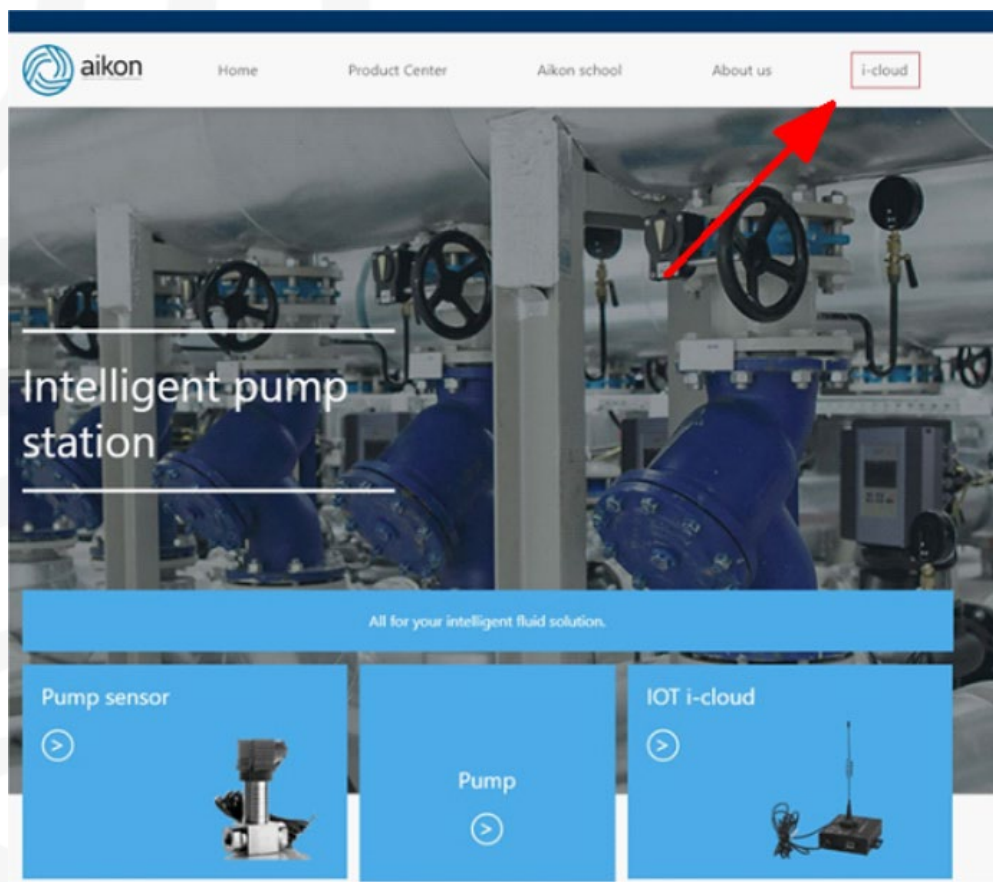 aikon
Home
Product Center
Aikon school
About us
i-cloud
Intelligent pump
station
All for your intelligent fluid solution.
Pump sensor
>
Pump
>
IOT i-cloud
>